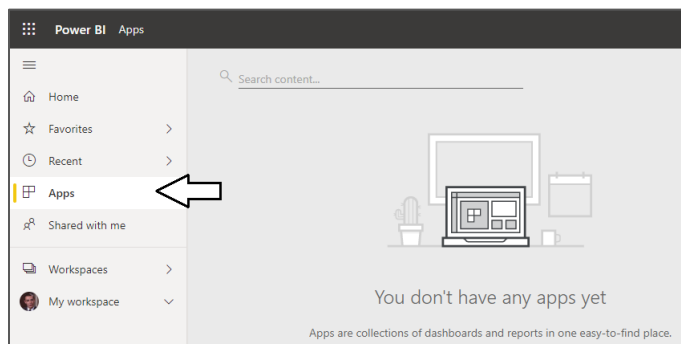 Power BI Apps
Search content...
Home
Favorites
Recent
Apps
Shared with me
Workspaces
My workspace
You don't have any apps yet
Apps are collections of dashboards and reports in one easy-to-find place.